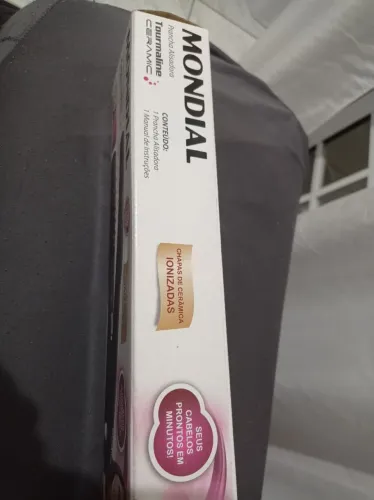 MONDIAL
Prancha Alisadora
Tourmaline
CERAMIC
CONTEÚDO:
1 Prancha Alisadora
1 Manual de Instruções
CHAPAS DE CERÂMICA
IONIZADAS
SEUS
CABELOS
PRONTOS EM
MINUTOS!